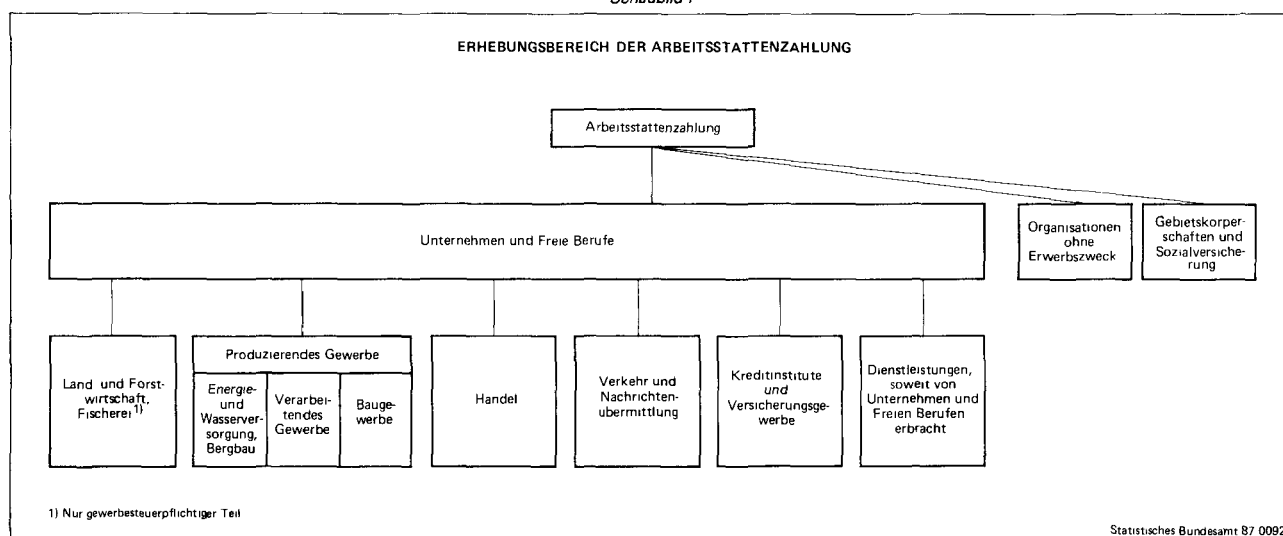 ERHEBUNGSBEREICH DER ARBEITSSTATTENZAHLUNG
Arbeitsstattenzahlung
Unternehmen und Freie Berufe
Organisationen
ohne
Erwerbszweck
Gebietskorper-
schaften und
Sozialversiche-
rung
Land- und Forst-
wirtschaft,
Fischerei 1)
Produzierendes Gewerbe
Energie-
und
Wasserver-
sorgung,
Bergbau
Verarbei-
tendes
Gewerbe
Bauge-
werbe
Handel
Verkehr und
Nachrichten-
ubermittlung
Kreditinstitute
und
Versicherungsge-
werbe
Dienstleistungen,
soweit von
Unternehmen und
Freien Berufen
erbracht
1) Nur gewerbesteuerpflichtiger Teil
Statistisches Bundesamt 87 0092